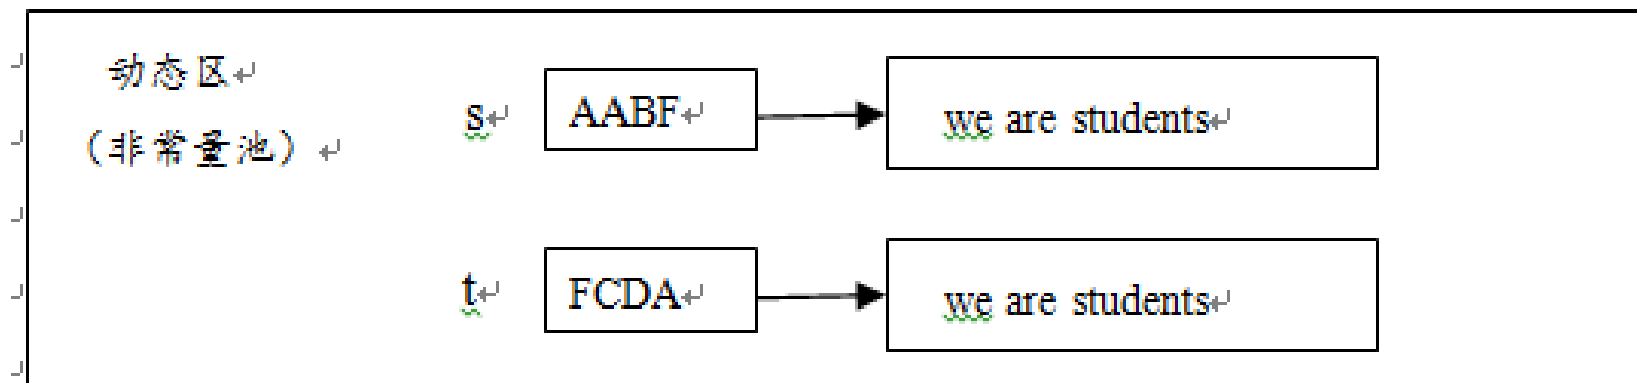 动态区
(非常量池)
s AABF we are students
t FCDA we are students